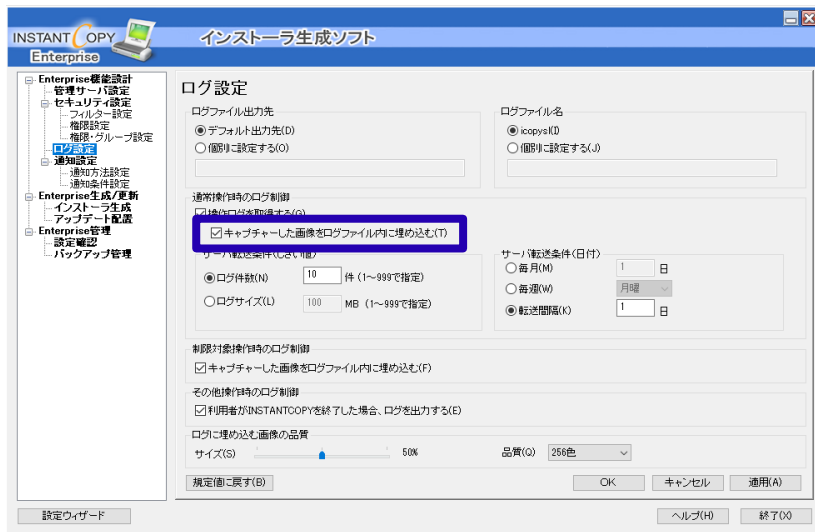 INSTANT COPY
Enterprise
インストーラ生成ソフト
Enterprise機能設計
管理サーバ設定
セキュリティ設定
フィルター設定
権限設定
権限・グループ設定
ログ設定
通知設定
通知方法設定
通知条件設定
Enterprise生成/更新
インストーラ生成
アップデート配置
Enterprise管理
設定確認
バックアップ管理
ログ設定
ログファイル出力先
デフォルト出力先(D)
個別に設定する(O)
ログファイル名
icopysl(I)
個別に設定する(J)
通常操作時のログ制御
操作ログを取得する(G)
キャプチャーした画像をログファイル内に埋め込む(T)
サーバ転送条件(しきい値)
ログ件数(N) 10 件 (1～999で指定)
ログサイズ(L) 100 MB (1～999で指定)
サーバ転送条件(日付)
毎月(M) 1 日
毎週(W) 月曜
転送間隔(K) 1 日
制限対象操作時のログ制御
キャプチャーした画像をログファイル内に埋め込む(F)
その他操作時のログ制御
利用者がINSTANTCOPYを終了した場合、ログを出力する(E)
ログに埋め込む画像の品質
サイズ(S) 50% 品質(Q) 256色
規定値に戻す(B) OK キャンセル 適用(A)
設定ウィザード ヘルプ(H) 終了(X)